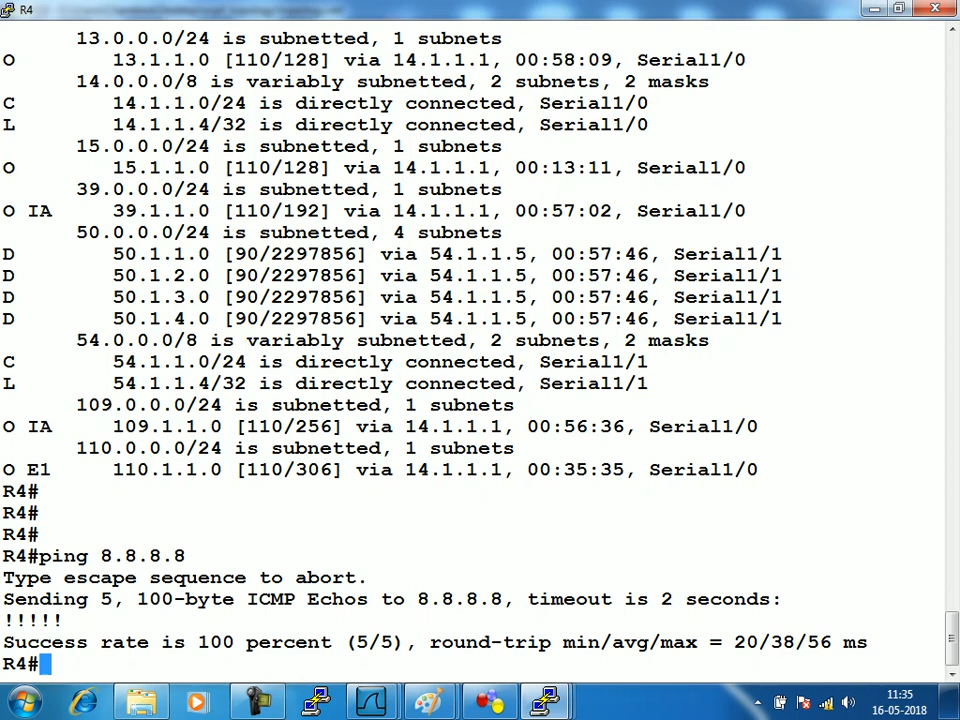 R4
13.0.0.0/24 is subnetted, 1 subnets
O 13.1.1.0 [110/128] via 14.1.1.1, 00:58:09, Serial1/0
14.0.0.0/8 is variably subnetted, 2 subnets, 2 masks
C 14.1.1.0/24 is directly connected, Serial1/0
L 14.1.1.4/32 is directly connected, Serial1/0
15.0.0.0/24 is subnetted, 1 subnets
O 15.1.1.0 [110/128] via 14.1.1.1, 00:13:11, Serial1/0
39.0.0.0/24 is subnetted, 1 subnets
O IA 39.1.1.0 [110/192] via 14.1.1.1, 00:57:02, Serial1/0
50.0.0.0/24 is subnetted, 4 subnets
D 50.1.1.0 [90/2297856] via 54.1.1.5, 00:57:46, Serial1/1
D 50.1.2.0 [90/2297856] via 54.1.1.5, 00:57:46, Serial1/1
D 50.1.3.0 [90/2297856] via 54.1.1.5, 00:57:46, Serial1/1
D 50.1.4.0 [90/2297856] via 54.1.1.5, 00:57:46, Serial1/1
54.0.0.0/8 is variably subnetted, 2 subnets, 2 masks
C 54.1.1.0/24 is directly connected, Serial1/1
L 54.1.1.4/32 is directly connected, Serial1/1
109.0.0.0/24 is subnetted, 1 subnets
O IA 109.1.1.0 [110/256] via 14.1.1.1, 00:56:36, Serial1/0
110.0.0.0/24 is subnetted, 1 subnets
O E1 110.1.1.0 [110/306] via 14.1.1.1, 00:35:35, Serial1/0
R4#
R4#
R4#
R4#ping 8.8.8.8
Type escape sequence to abort.
Sending 5, 100-byte ICMP Echos to 8.8.8.8, timeout is 2 seconds:
!!!!!
Success rate is 100 percent (5/5), round-trip min/avg/max = 20/38/56 ms
R4#
11:35
16-05-2018